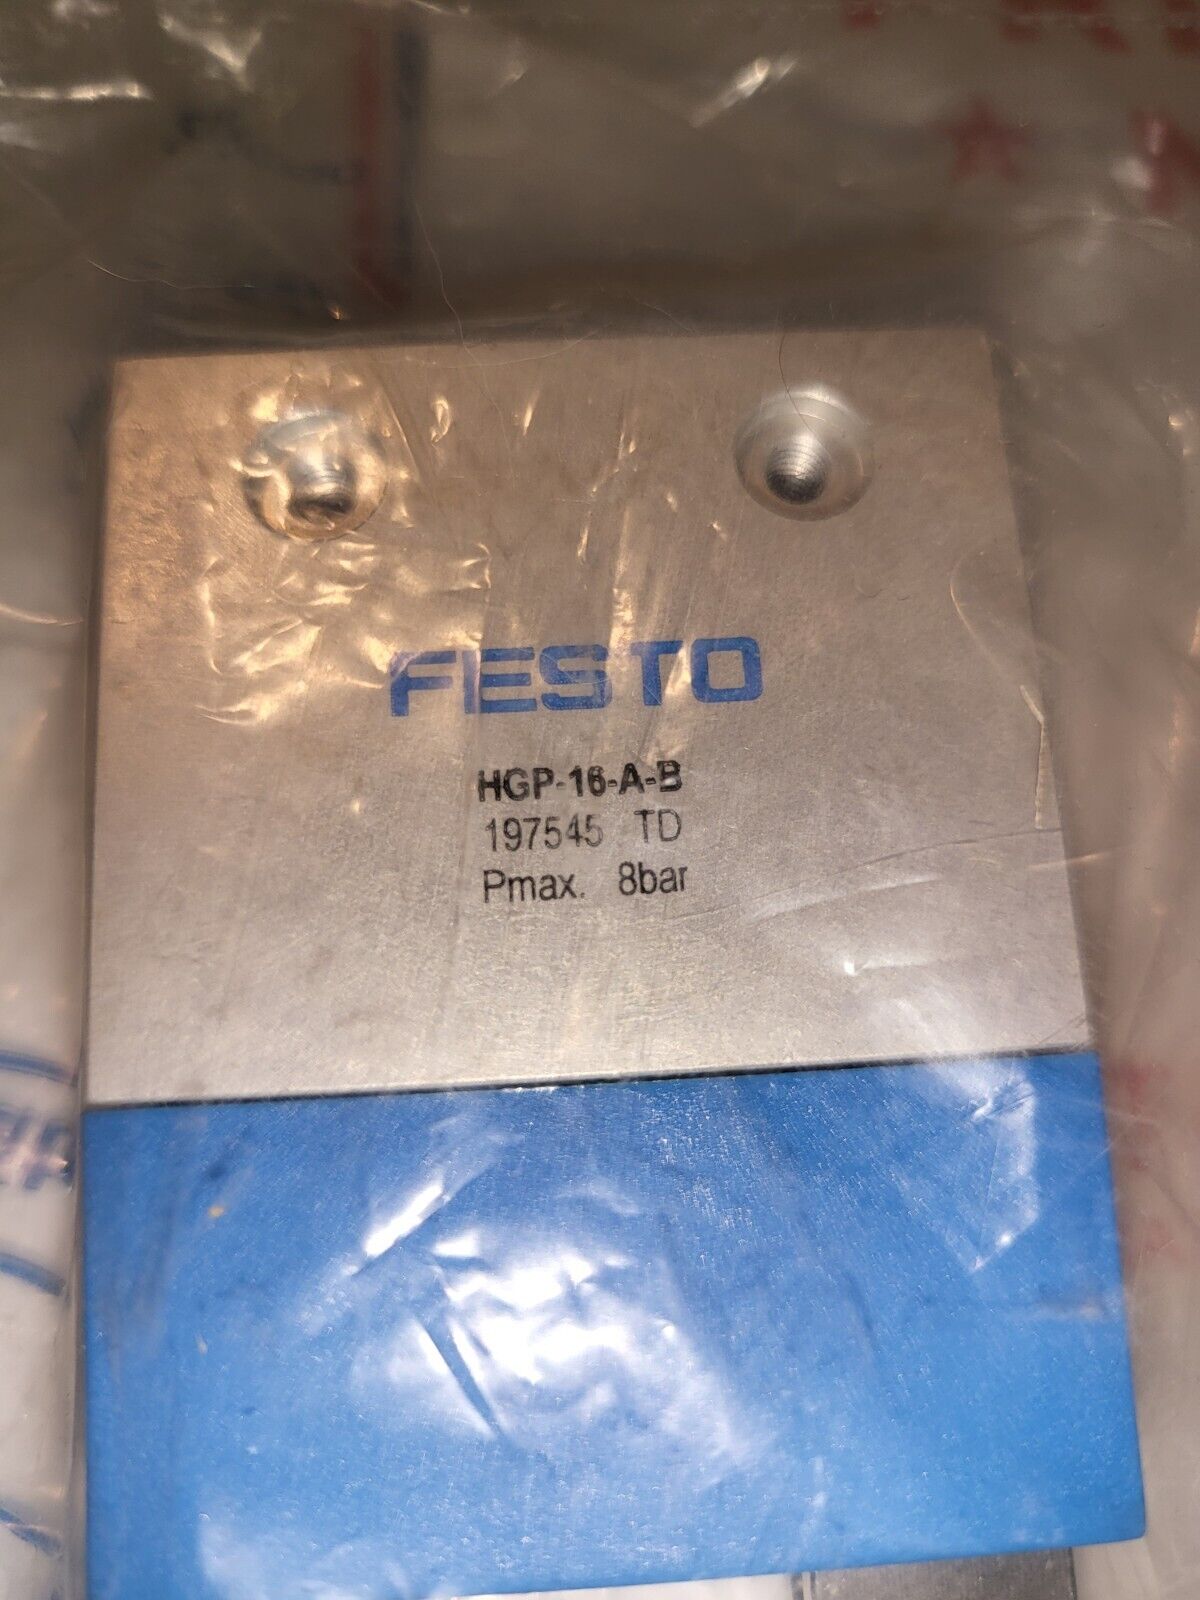 FESTO
HGP-16-A-B
197545 TD
Pmax. 8bar